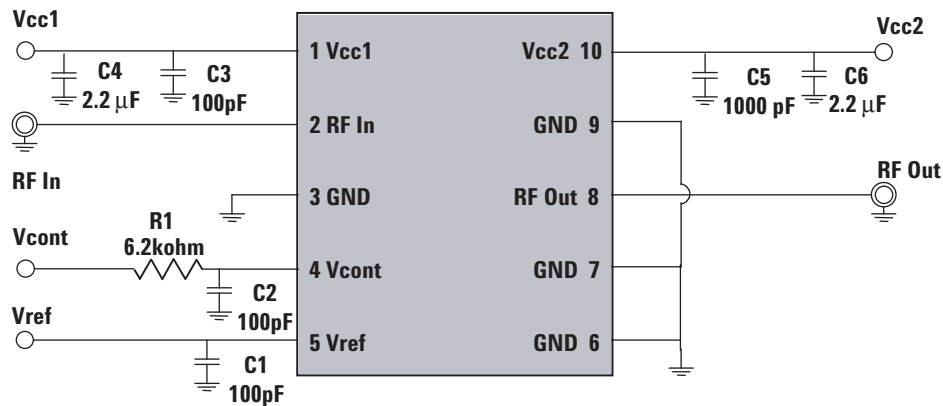 Vcc1
C4
2.2 μF
C3
100pF
RF In
Vcont
R1
6.2kohm
C2
100pF
Vref
C1
100pF
1 Vcc1
2 RF In
3 GND
4 Vcont
5 Vref
Vcc2 10
GND 9
RF Out 8
GND 7
GND 6
Vcc2
C5
1000 pF
C6
2.2 μF
RF Out